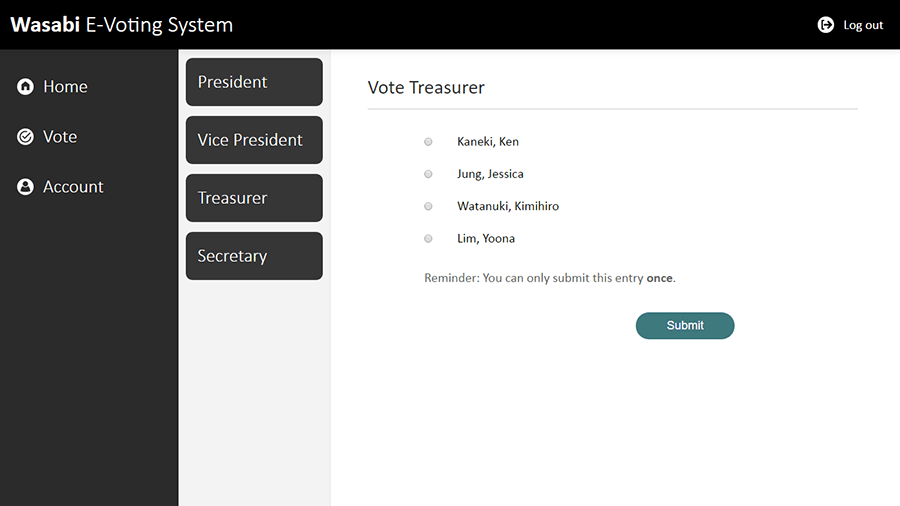 Wasabi E-Voting System
Log out
Home
Vote
Account
President
Vice President
Treasurer
Secretary
Vote Treasurer
Kaneki, Ken
Jung, Jessica
Watanuki, Kimihiro
Lim, Yoona
Reminder: You can only submit this entry once.
Submit